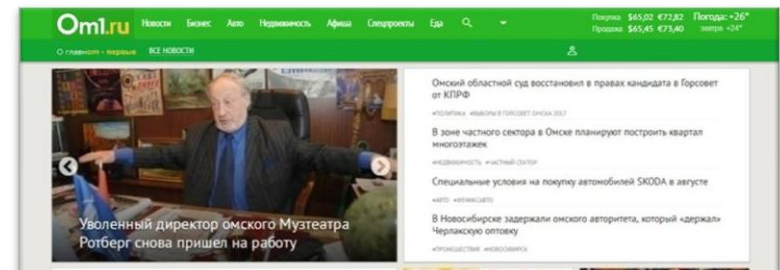 Om1.ru Новости Бизнес Авто Недвижимость Афиша Спецпроекты Еда
Покупка $65,02 €72,82 Погода: +26°
Продажа $65,45 €73,40 завтра +24°
О главном - первые ВСЕ НОВОСТИ
Уволенный директор омского Музтеатра
Ротберг снова пришел на работу
Омский областной суд восстановил в правах кандидата в Горсовет
от КПРФ
#ПОЛИТИКА #ВЫБОРЫ В ГОРСОВЕТ ОМСКА 2017
В зоне частного сектора в Омске планируют построить квартал
многоэтажек
#НЕДВИЖИМОСТЬ #ЧАСТНЫЙ СЕКТОР
Специальные условия на покупку автомобилей SKODA в августе
#АВТО #ФЕНИКСАВТО
В Новосибирске задержали омского авторитета, который «держал»
Черлакскую оптовку
#ПРОИСШЕСТВИЯ #НОВОСИБИРСК